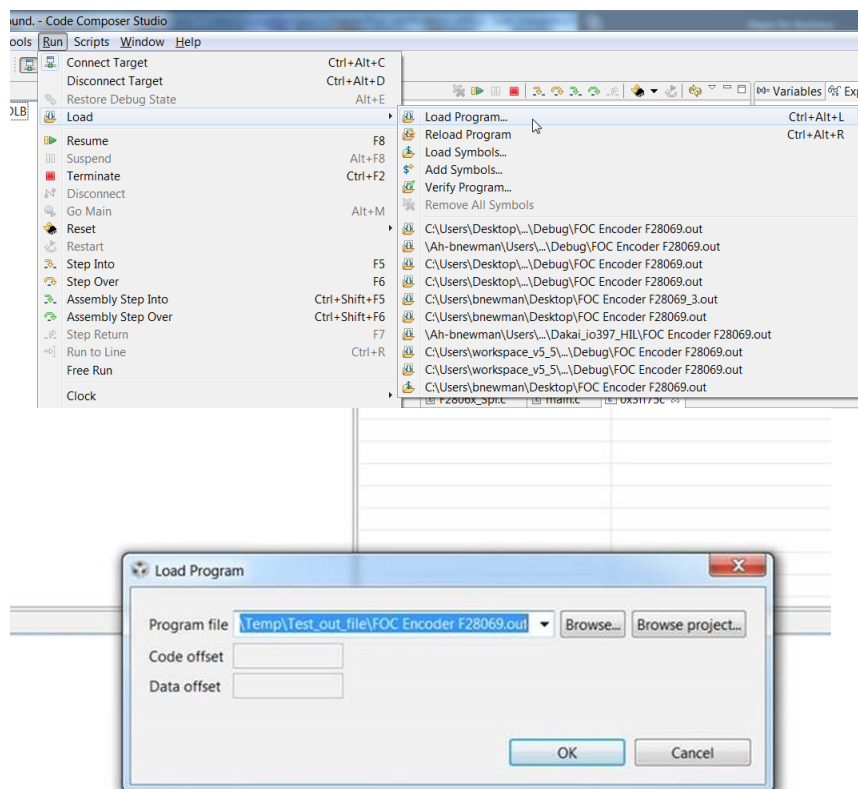 ound. - Code Composer Studio
ools Run Scripts Window Help
Connect Target Ctrl+Alt+C
Disconnect Target Ctrl+Alt+D
Restore Debug State Alt+E
Load
Resume F8
Suspend Alt+F8
Terminate Ctrl+F2
Disconnect
Go Main Alt+M
Reset
Restart
Step Into F5
Step Over F6
Assembly Step Into Ctrl+Shift+F5
Assembly Step Over Ctrl+Shift+F6
Step Return F7
Run to Line Ctrl+R
Free Run
Clock
DLB
(x)= Variables Exp
Load Program... Ctrl+Alt+L
Reload Program Ctrl+Alt+R
Load Symbols...
Add Symbols...
Verify Program...
Remove All Symbols
C:\Users\Desktop\...\Debug\FOC Encoder F28069.out
\Ah-bnewman\Users\...\Debug\FOC Encoder F28069.out
C:\Users\Desktop\...\Debug\FOC Encoder F28069.out
C:\Users\Desktop\...\Debug\FOC Encoder F28069.out
C:\Users\bnewman\Desktop\FOC Encoder F28069_3.out
C:\Users\bnewman\Desktop\FOC Encoder F28069.out
\Ah-bnewman\Users\...\Dakai_io397_HIL\FOC Encoder F28069.out
C:\Users\workspace_v5_5\...\Debug\FOC Encoder F28069.out
C:\Users\workspace_v5_5\...\Debug\FOC Encoder F28069.out
C:\Users\bnewman\Desktop\FOC Encoder F28069.out
F2806x_Spi.c main.c 0x3ff75c
Load Program
Program file \Temp\Test_out_file\FOC Encoder F28069.out Browse... Browse project...
Code offset
Data offset
OK Cancel